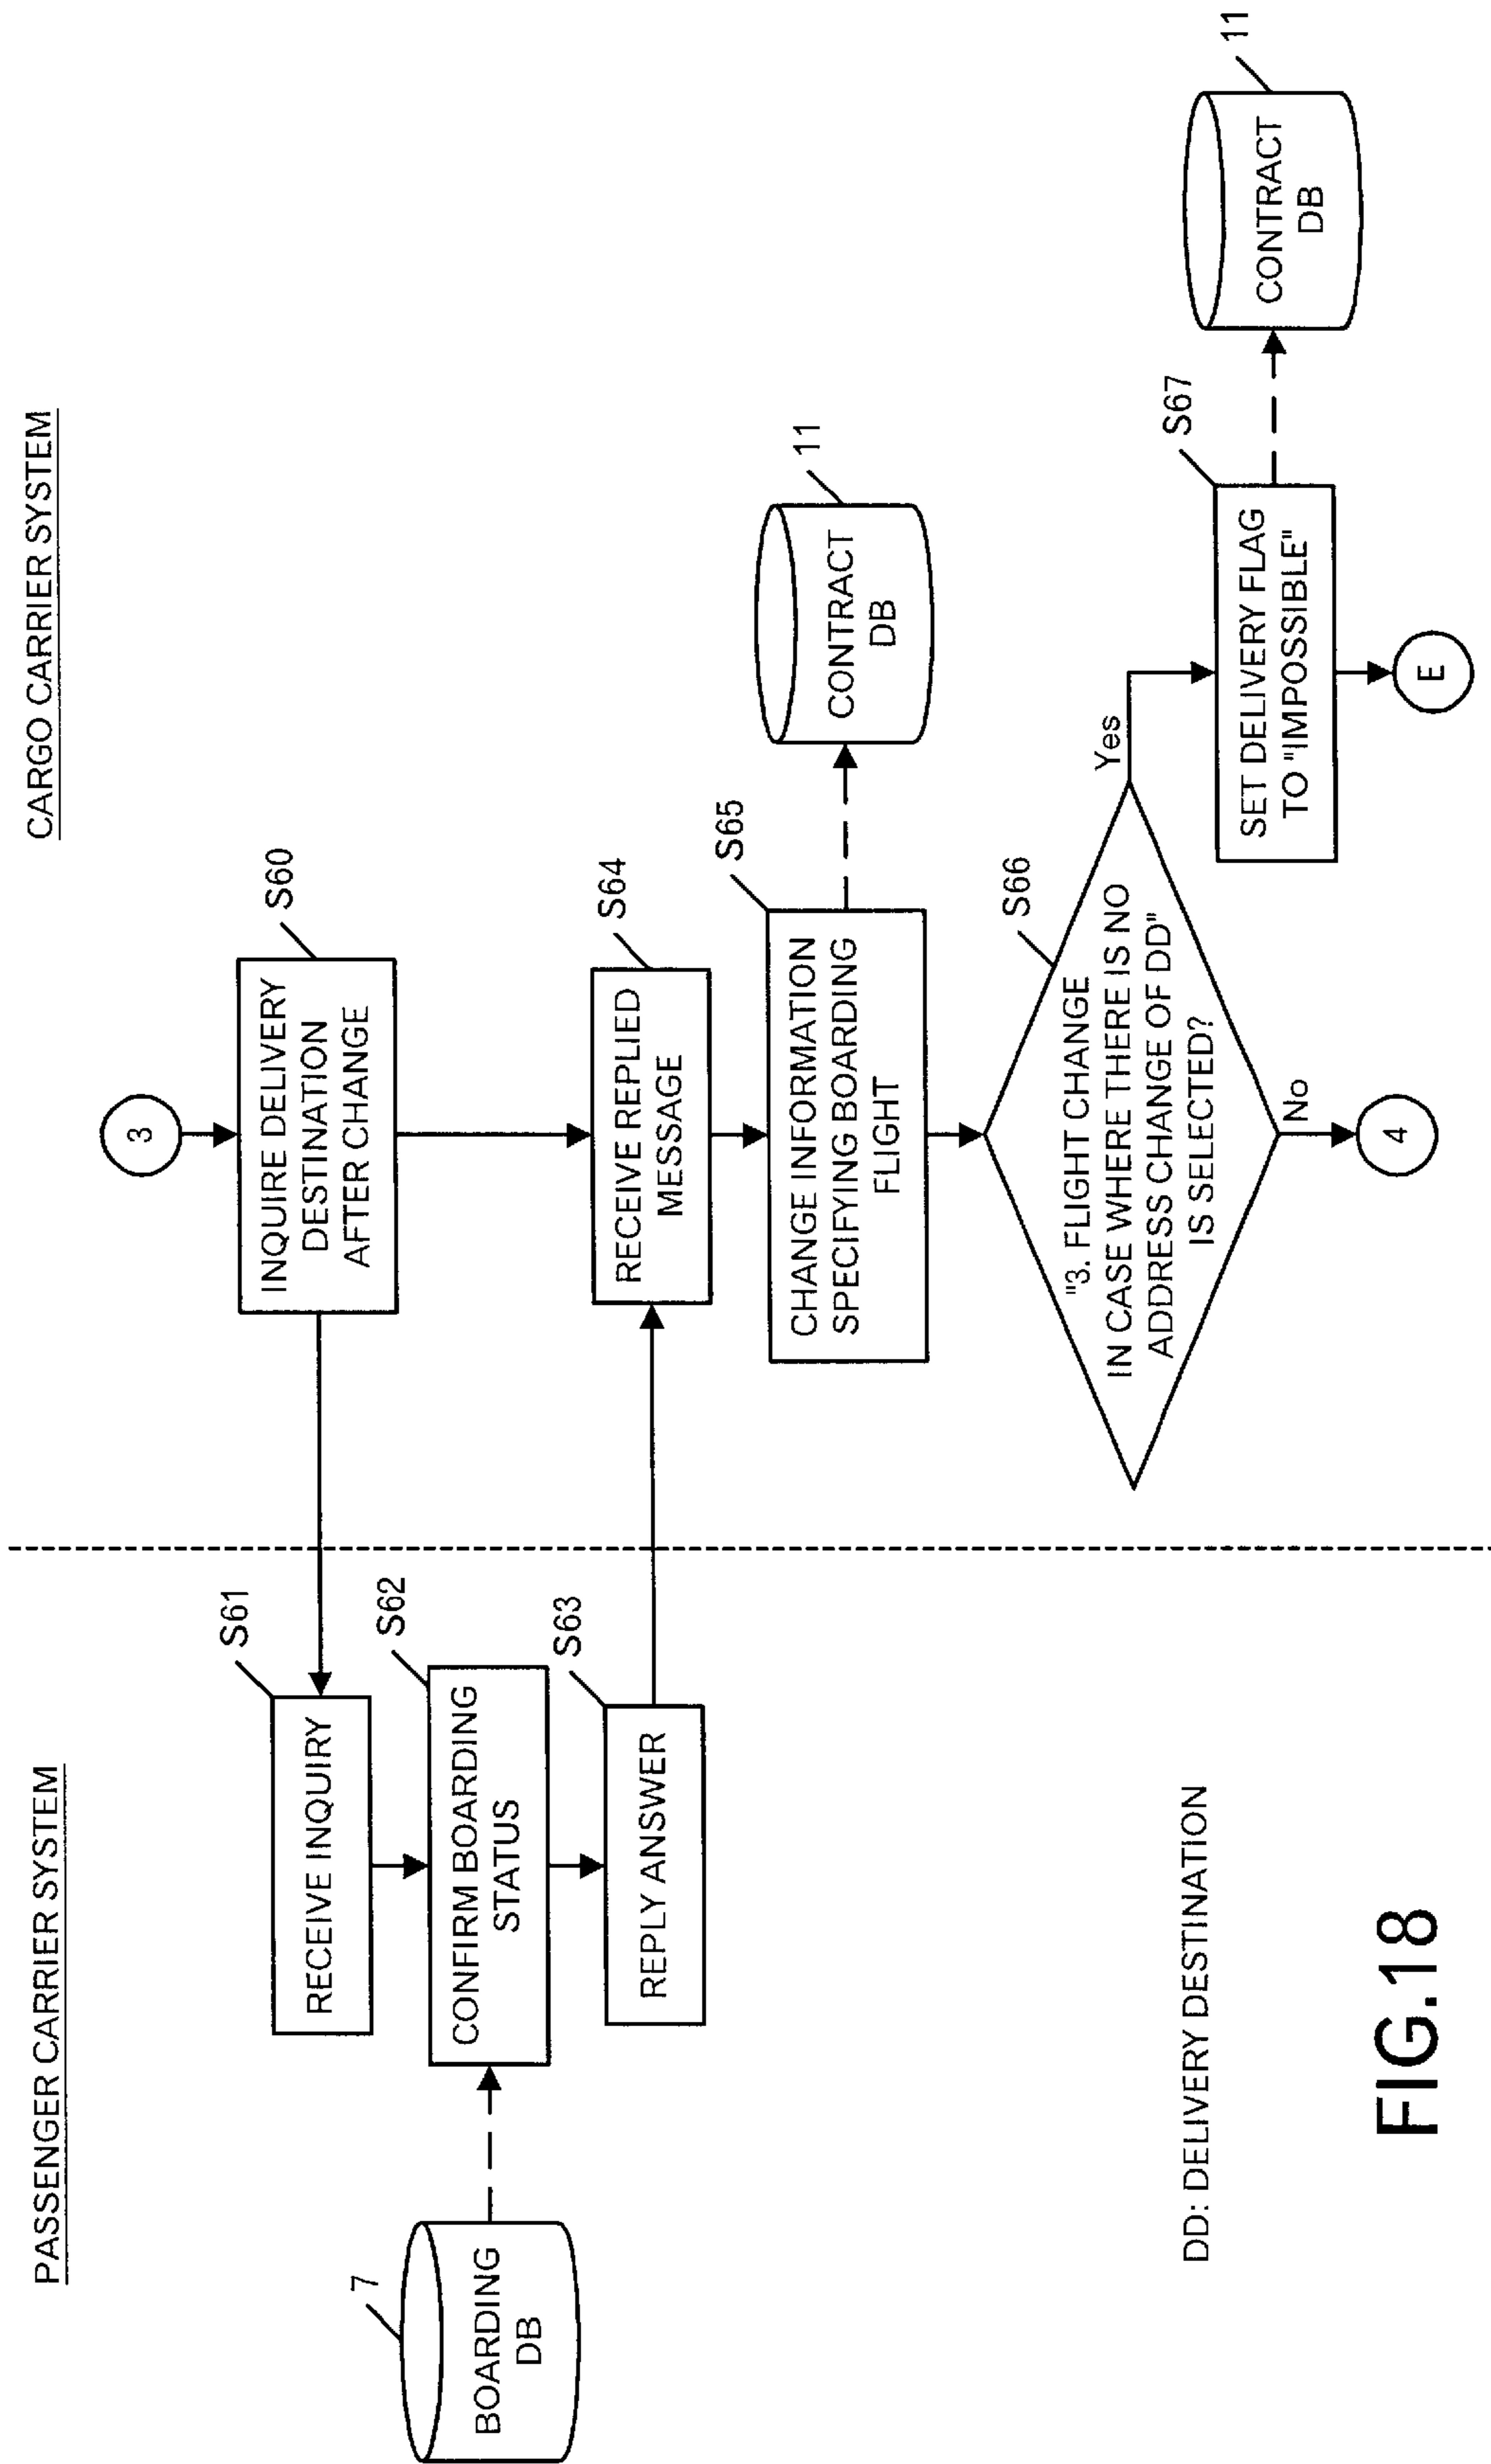 PASSENGER CARRIER SYSTEM
CARGO CARRIER SYSTEM
3
S60
INQUIRE DELIVERY
DESTINATION
AFTER CHANGE
S61
RECEIVE INQUIRY
7
BOARDING
DB
S62
CONFIRM BOARDING
STATUS
S63
REPLY ANSWER
S64
RECEIVE REPLIED
MESSAGE
S65
CHANGE INFORMATION
SPECIFYING BOARDING
FLIGHT
11
CONTRACT
DB
S66
"3. FLIGHT CHANGE
IN CASE WHERE THERE IS NO
ADDRESS CHANGE OF DD"
IS SELECTED?
Yes
No
4
S67
SET DELIVERY FLAG
TO "IMPOSSIBLE"
11
CONTRACT
DB
E
DD: DELIVERY DESTINATION
FIG.18